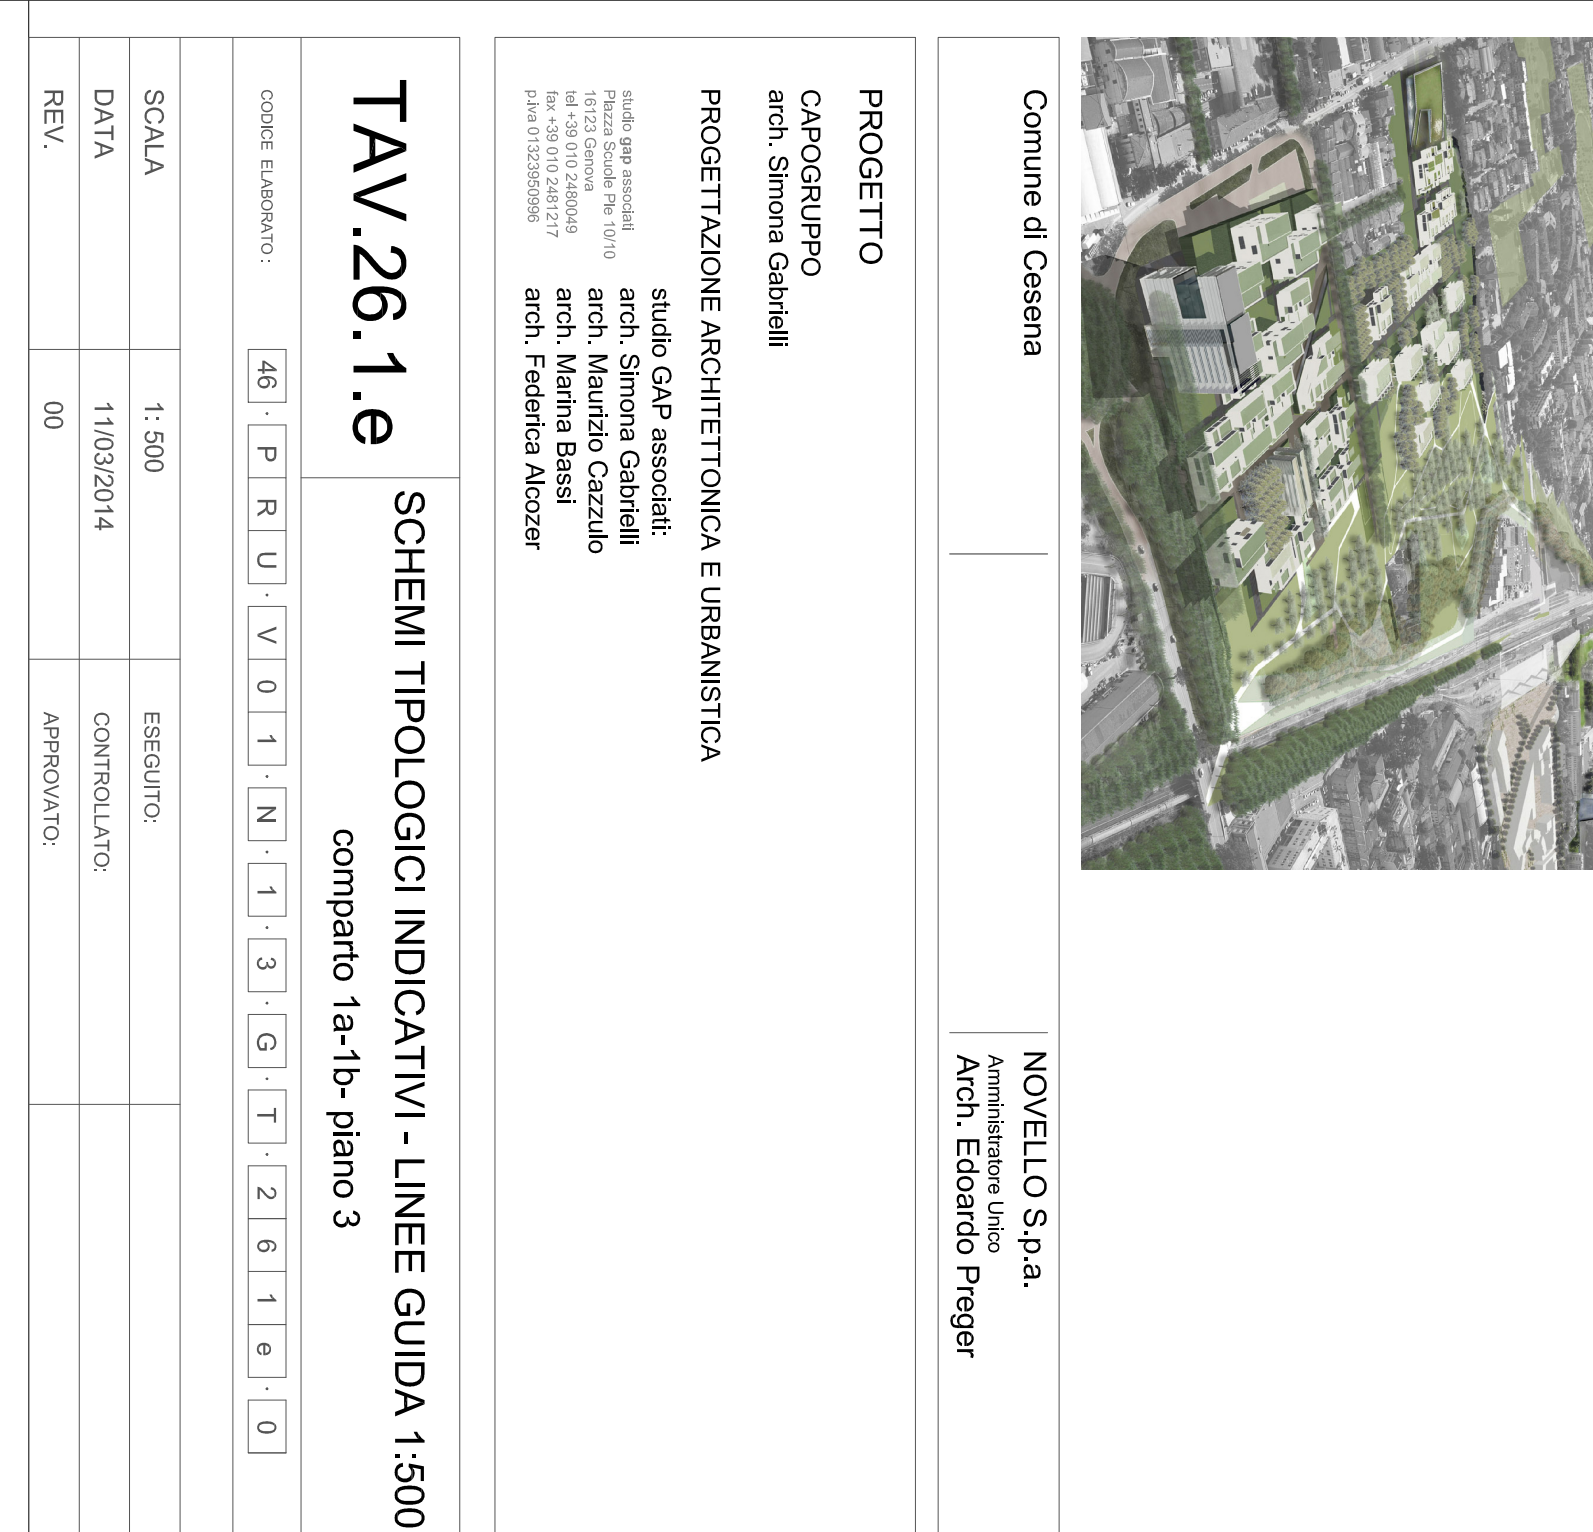 Comune di Cesena
NOVELLO S.p.a.
Amministratore Unico
Arch. Edoardo Preger
PROGETTO
CAPOGRUPPO
arch. Simona Gabrielli
PROGETTAZIONE ARCHITETTONICA E URBANISTICA
studio GAP associati:
arch. Simona Gabrielli
arch. Maurizio Cazzulo
arch. Marina Bassi
arch. Federica Alcozer
studio gap associati
Piazza Scuole Pie 10/10
16123 Genova
tel +39 010 2480049
fax +39 010 2481217
p.iva 01323950996
TAV.26.1.e
SCHEMI TIPOLOGICI INDICATIVI - LINEE GUIDA 1:500
comparto 1a-1b- piano 3
CODICE ELABORATO: 46 . P R U . V 0 1 . N . 1 . 3 . G . T . 2 6 1 e . 0
SCALA 1: 500 ESEGUITO:
DATA 11/03/2014 CONTROLLATO:
REV. 00 APPROVATO: